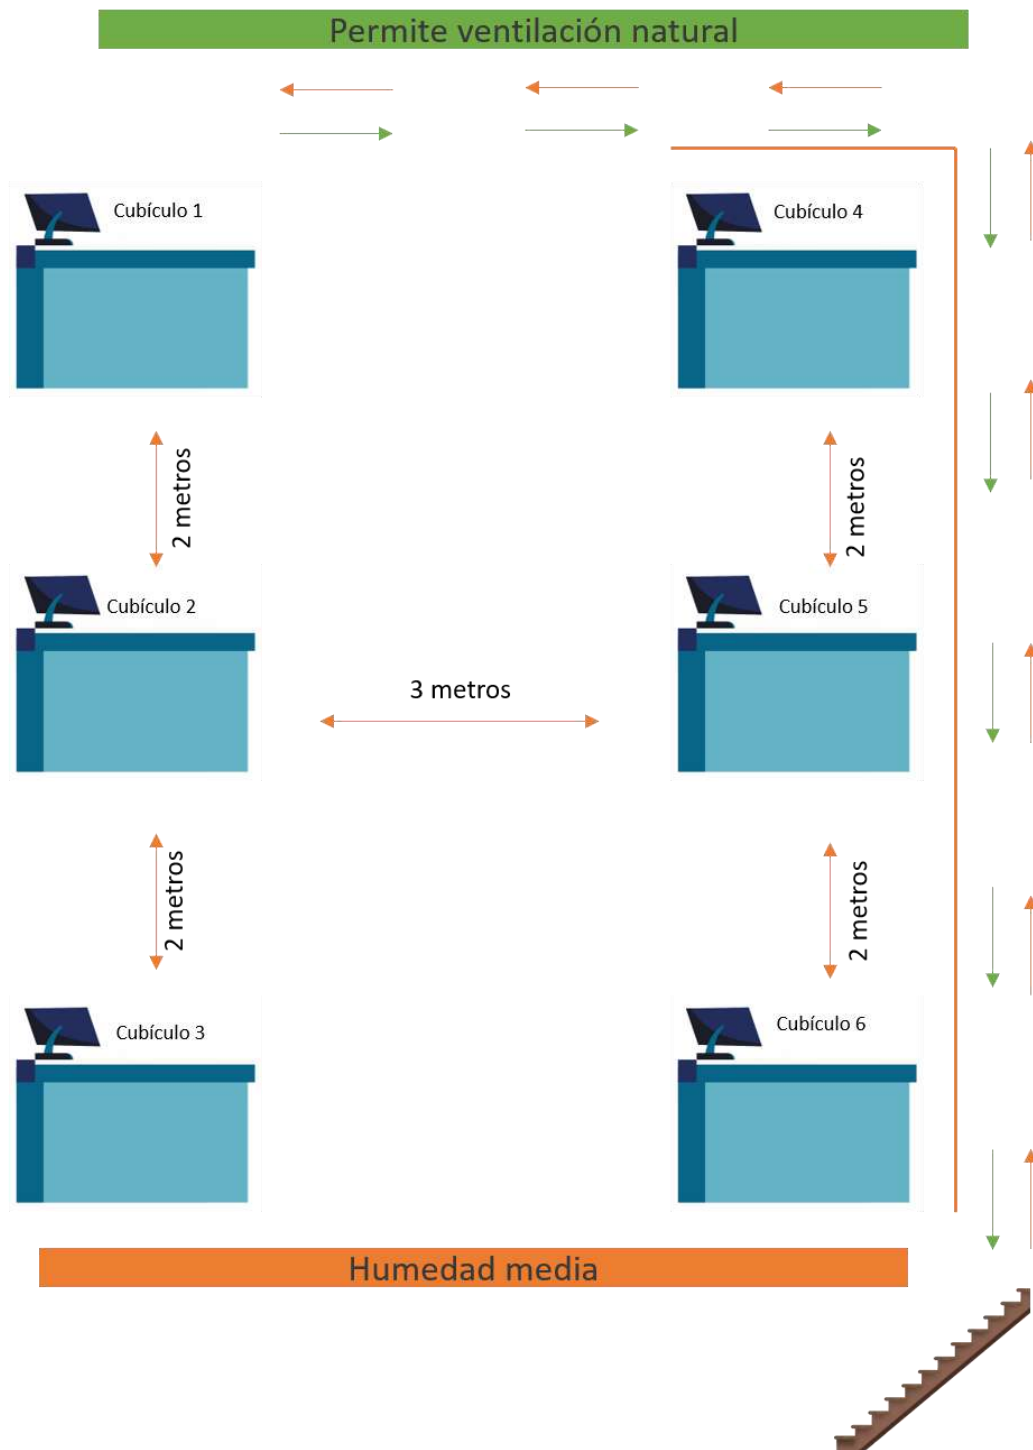 Permite ventilación natural
Cubículo 1
Cubículo 4
2 metros
2 metros
Cubículo 2
Cubículo 5
3 metros
2 metros
2 metros
Cubículo 3
Cubículo 6
Humedad media